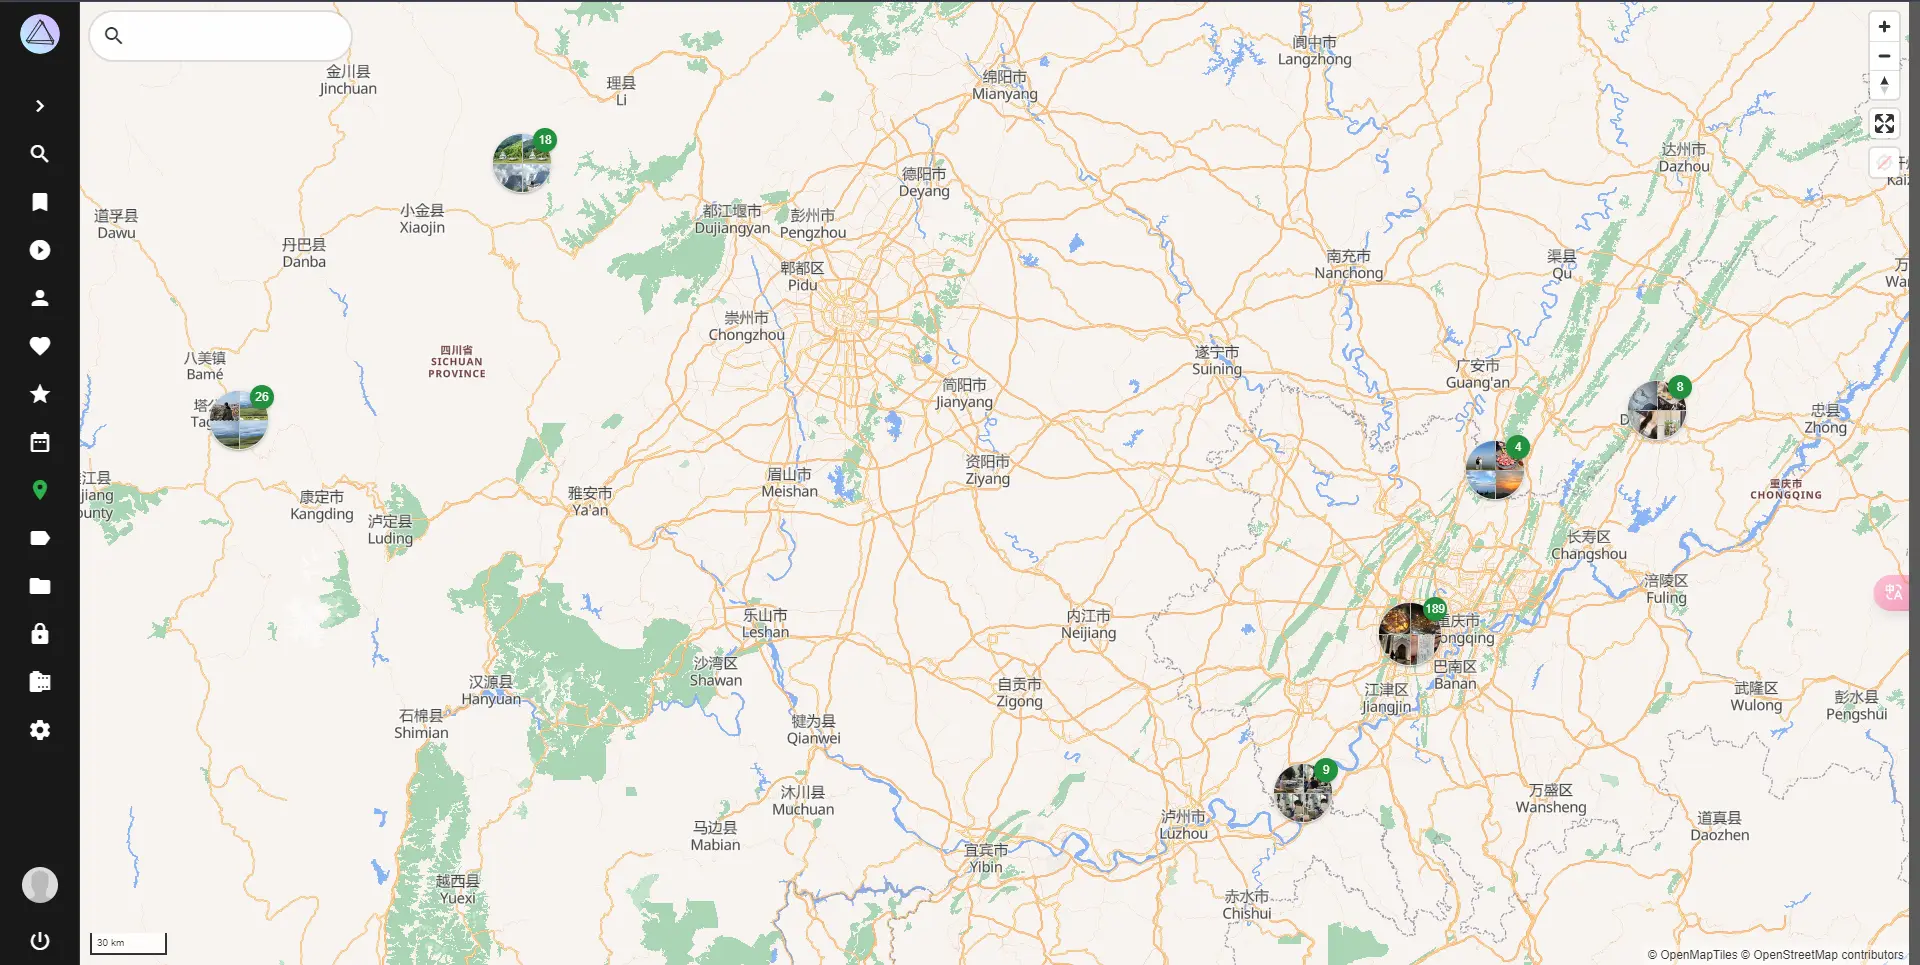 金川县
Jinchuan
理县
Li
18
绵阳市
Mianyang
阆中市
Langzhong
达州市
Dazhou
德阳市
Deyang
道孚县
Dawu
小金县
Xiaojin
都江堰市
Dujiangyan
彭州市
Pengzhou
丹巴县
Danba
郫都区
Pidu
南充市
Nanchong
渠县
Qu
崇州市
Chongzhou
四川省
SICHUAN
PROVINCE
八美镇
Bamé
遂宁市
Suining
广安市
Guang'an
简阳市
Jianyang
26
8
忠县
Zhong
4
眉山市
Meishan
资阳市
Ziyang
重庆市
CHONGQING
康定市
Kangding
雅安市
Ya'an
泸定县
Luding
长寿区
Changshou
涪陵区
Fuling
乐山市
Leshan
内江市
Neijiang
189
重庆市
ongqing
沙湾区
Shawan
巴南区
Banan
汉源县
Hanyuan
自贡市
Zigong
江津区
Jiangjin
武隆区
Wulong
彭水县
Pengshui
石棉县
Shimian
犍为县
Qianwei
9
沐川县
Muchuan
万盛区
Wansheng
马边县
Mabian
泸州市
Luzhou
道真县
Daozhen
宜宾市
Yibin
越西县
Yuexi
赤水市
Chishui
30 km
© OpenMapTiles © OpenStreetMap contributors